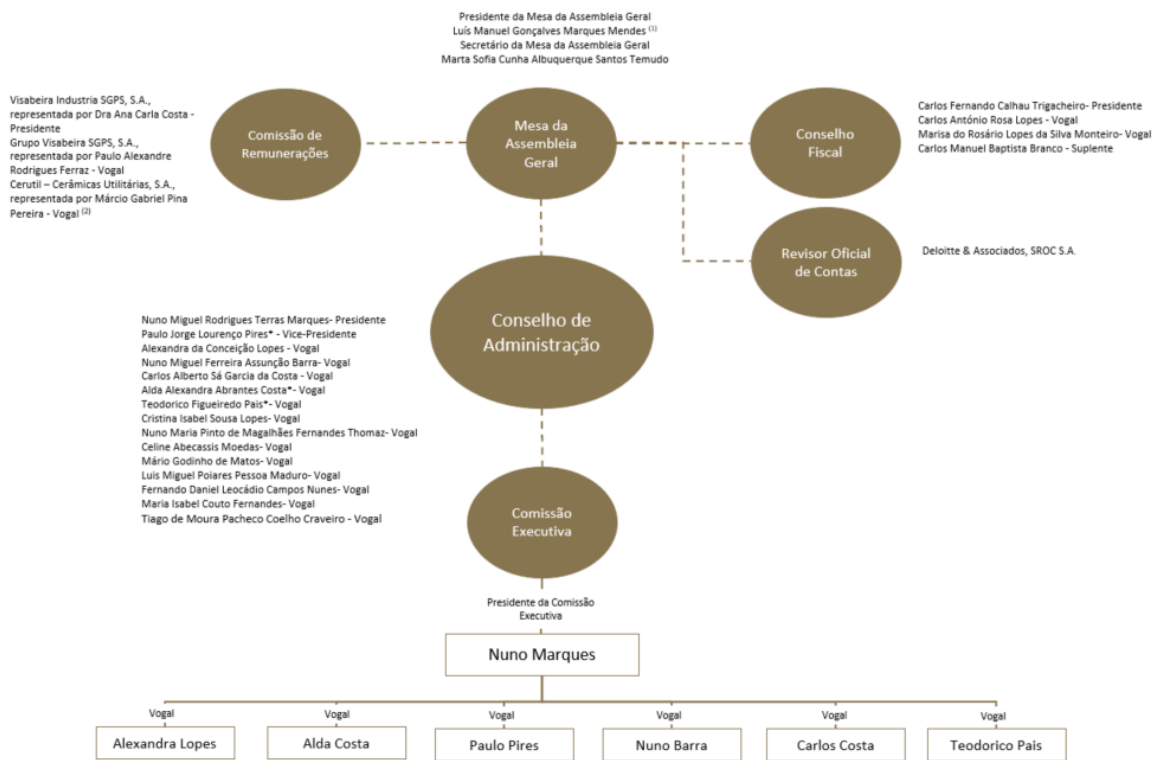 Presidente da Mesa da Assembleia Geral
Luís Manuel Gonçalves Marques Mendes (1)
Secretário da Mesa da Assembleia Geral
Marta Sofia Cunha Albuquerque Santos Temudo
Visabeira Industria SGPS, S.A.,
representada por Dra Ana Carla Costa -
Presidente
Grupo Visabeira SGPS, S.A.,
representada por Paulo Alexandre
Rodrigues Ferraz - Vogal
Cerutil – Cerâmicas Utilitárias, S.A.,
representada por Márcio Gabriel Pina
Pereira - Vogal (2)
Comissão de
Remunerações
Mesa da
Assembleia
Geral
Conselho
Fiscal
Carlos Fernando Calhau Trigacheiro- Presidente
Carlos António Rosa Lopes - Vogal
Marisa do Rosário Lopes da Silva Monteiro- Vogal
Carlos Manuel Baptista Branco - Suplente
Revisor Oficial
de Contas
Deloitte & Associados, SROC S.A.
Conselho de
Administração
Nuno Miguel Rodrigues Terras Marques- Presidente
Paulo Jorge Lourenço Pires* - Vice-Presidente
Alexandra da Conceição Lopes - Vogal
Nuno Miguel Ferreira Assunção Barra- Vogal
Carlos Alberto Sá Garcia da Costa - Vogal
Alda Alexandra Abrantes Costa*- Vogal
Teodorico Figueiredo Pais*- Vogal
Cristina Isabel Sousa Lopes- Vogal
Nuno Maria Pinto de Magalhães Fernandes Thomaz- Vogal
Celine Abecassis Moedas- Vogal
Mário Godinho de Matos- Vogal
Luis Miguel Poiares Pessoa Maduro- Vogal
Fernando Daniel Leocádio Campos Nunes- Vogal
Maria Isabel Couto Fernandes- Vogal
Tiago de Moura Pacheco Coelho Craveiro - Vogal
Comissão
Executiva
Presidente da Comissão
Executiva
Nuno Marques
Vogal
Vogal
Vogal
Vogal
Vogal
Vogal
Alexandra Lopes
Alda Costa
Paulo Pires
Nuno Barra
Carlos Costa
Teodorico Pais